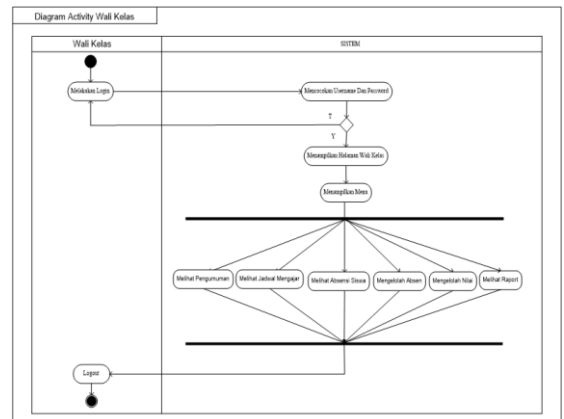 Diagram Activity Wali Kelas
Wali Kelas
SISTEM
Melakukan Login
Mencocokan Username Dan Password
T
Y
Menampilkan Halaman Wali Kelas
Menampilkan Menu
Melihat Pengumuman
Melihat Jadwal Mengajar
Melihat Absensi Siswa
Mengelolah Absen
Mengelolah Nilai
Melihat Raport
Logout